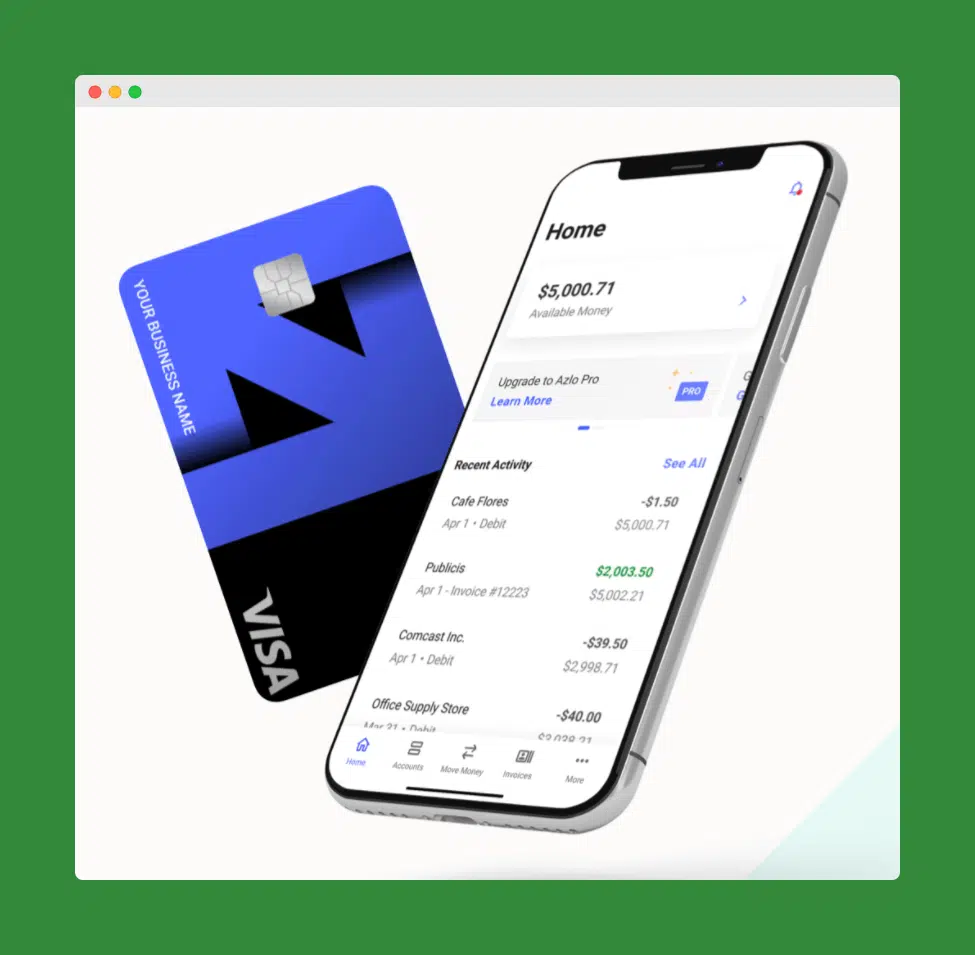 YOUR BUSINESS NAME
VISA
Home
$5,000.71
Available Money
Upgrade to Azlo Pro
Learn More
PRO
G
Recent Activity
See All
Cafe Flores
-$1.50
Apr 1 • Debit
$5,000.71
Publicis
$2,003.50
Apr 1 - Invoice #12223
$5,002.21
Comcast Inc.
-$39.50
Apr 1 • Debit
$2,998.71
Office Supply Store
-$40.00
Mar 31 • Debit
$3,038.21
Home
Accounts
Move Money
Invoices
More